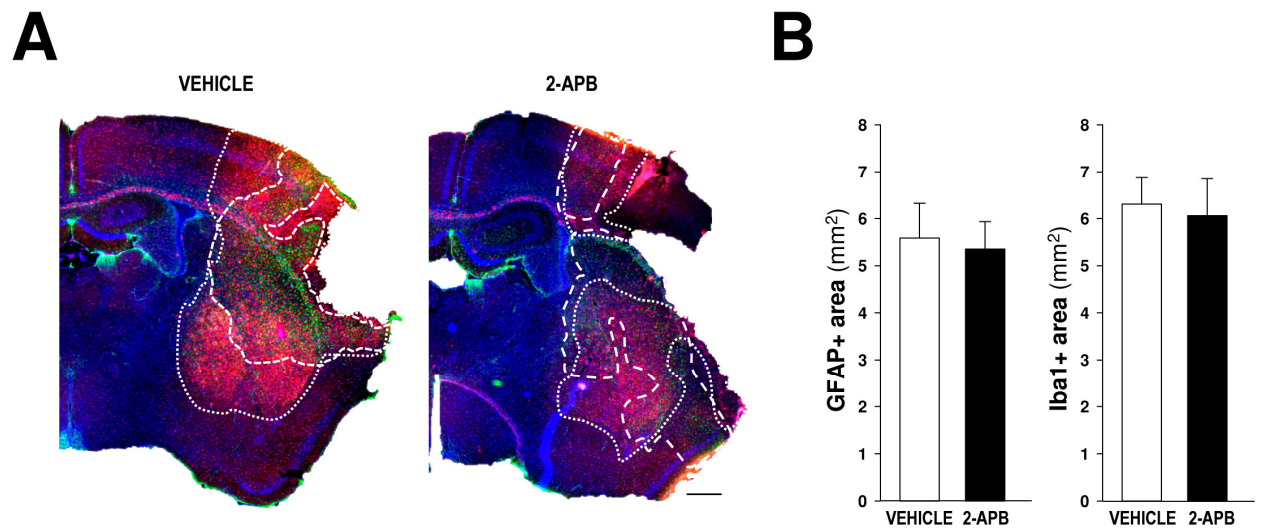 A
B
VEHICLE
2-APB
GFAP+ area (mm2)
8
7
6
5
4
3
2
1
0
VEHICLE 2-APB
Iba1+ area (mm2)
8
7
6
5
4
3
2
1
0
VEHICLE 2-APB